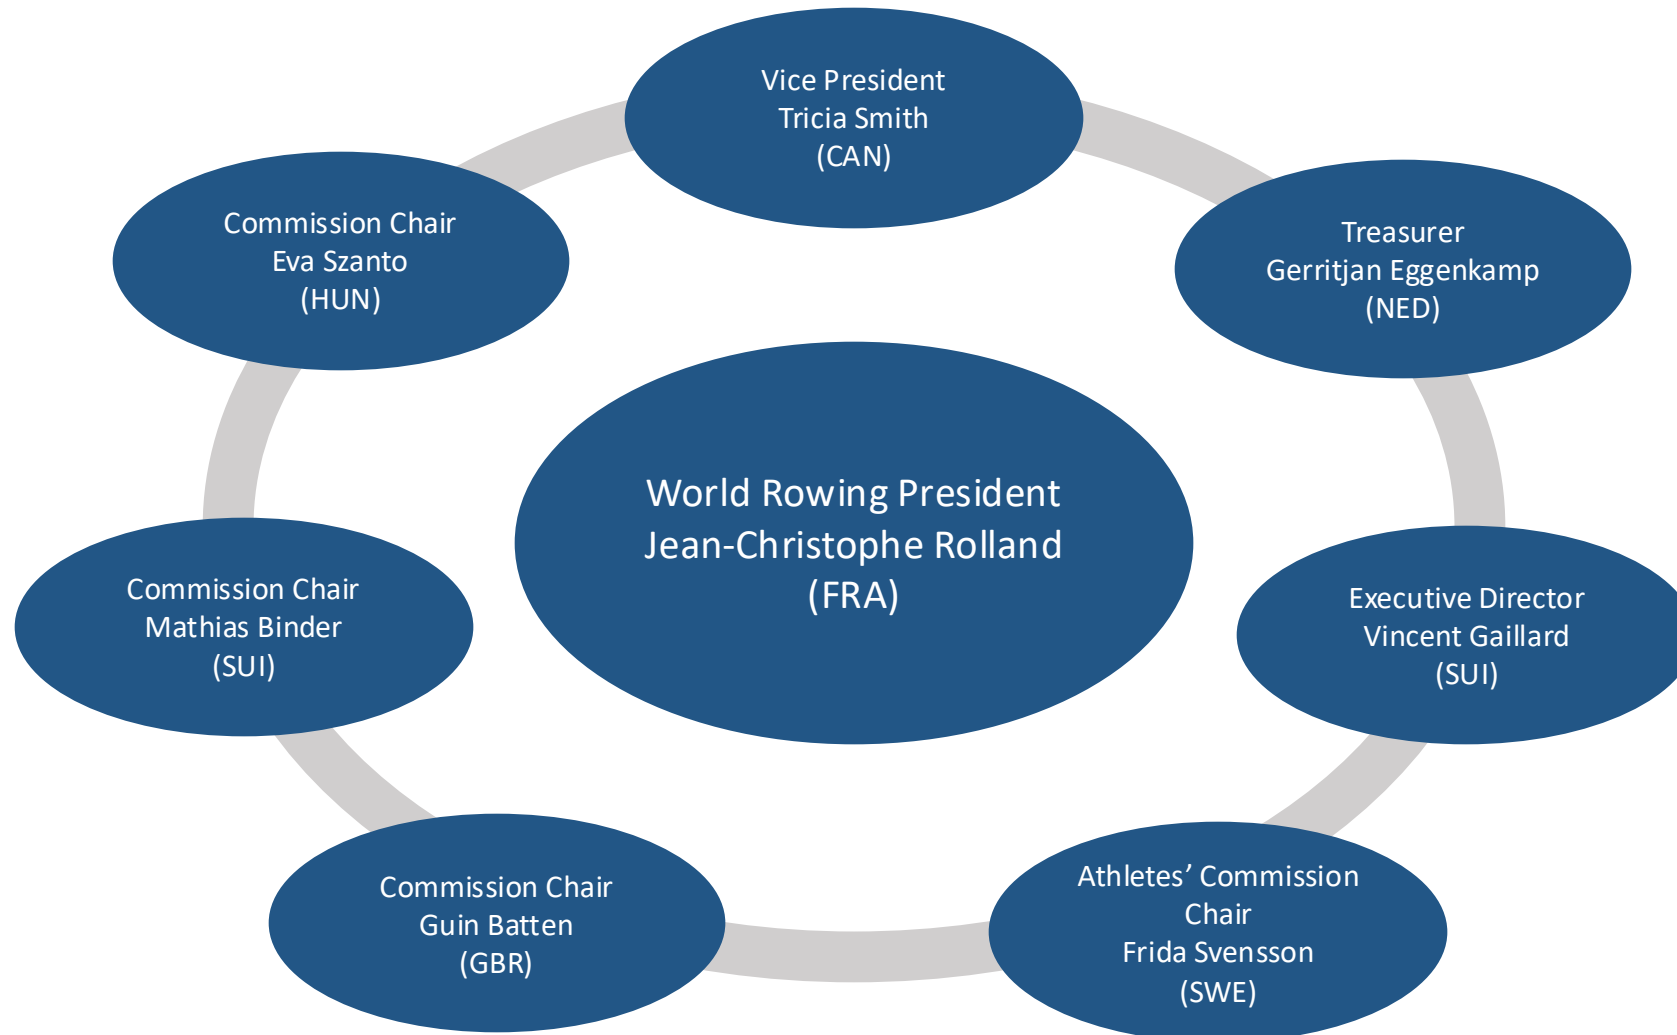 Vice President
Tricia Smith
(CAN)
Commission Chair
Eva Szanto
(HUN)
Treasurer
Gerritjan Eggenkamp
(NED)
World Rowing President
Jean-Christophe Rolland
(FRA)
Commission Chair
Mathias Binder
(SUI)
Executive Director
Vincent Gaillard
(SUI)
Commission Chair
Guin Batten
(GBR)
Athletes’ Commission
Chair
Frida Svensson
(SWE)